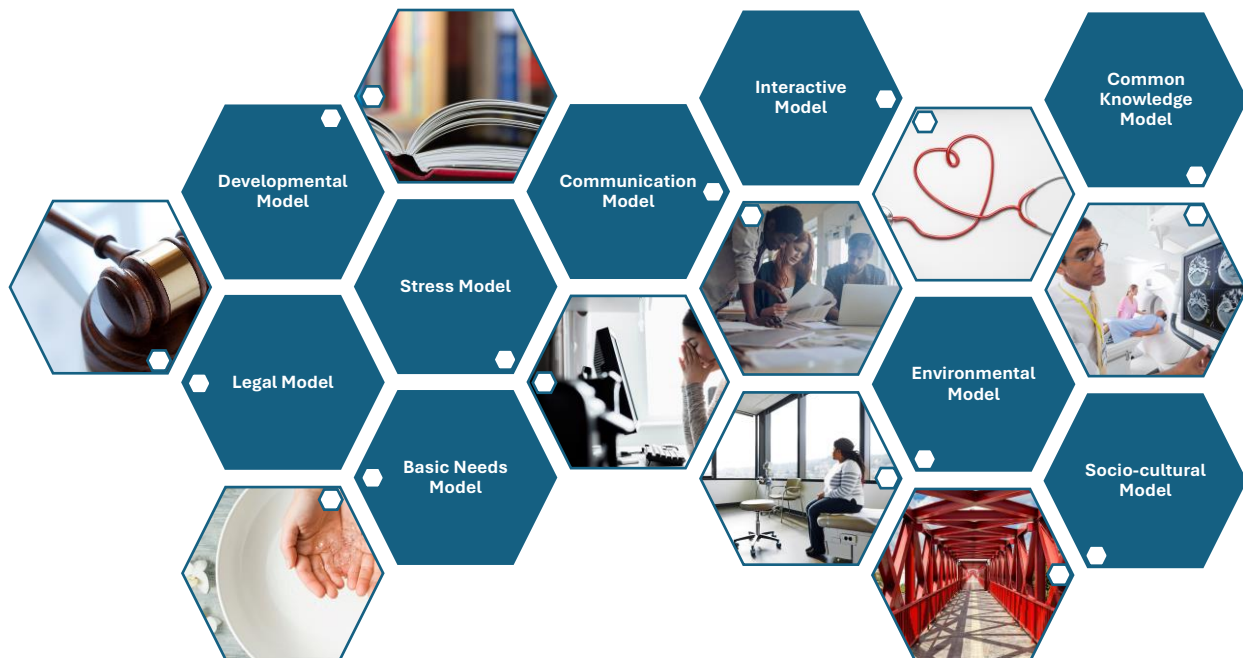 Interactive
Model
Common
Knowledge
Model
Developmental
Model
Communication
Model
Stress Model
Legal Model
Environmental
Model
Basic Needs
Model
Socio-cultural
Model